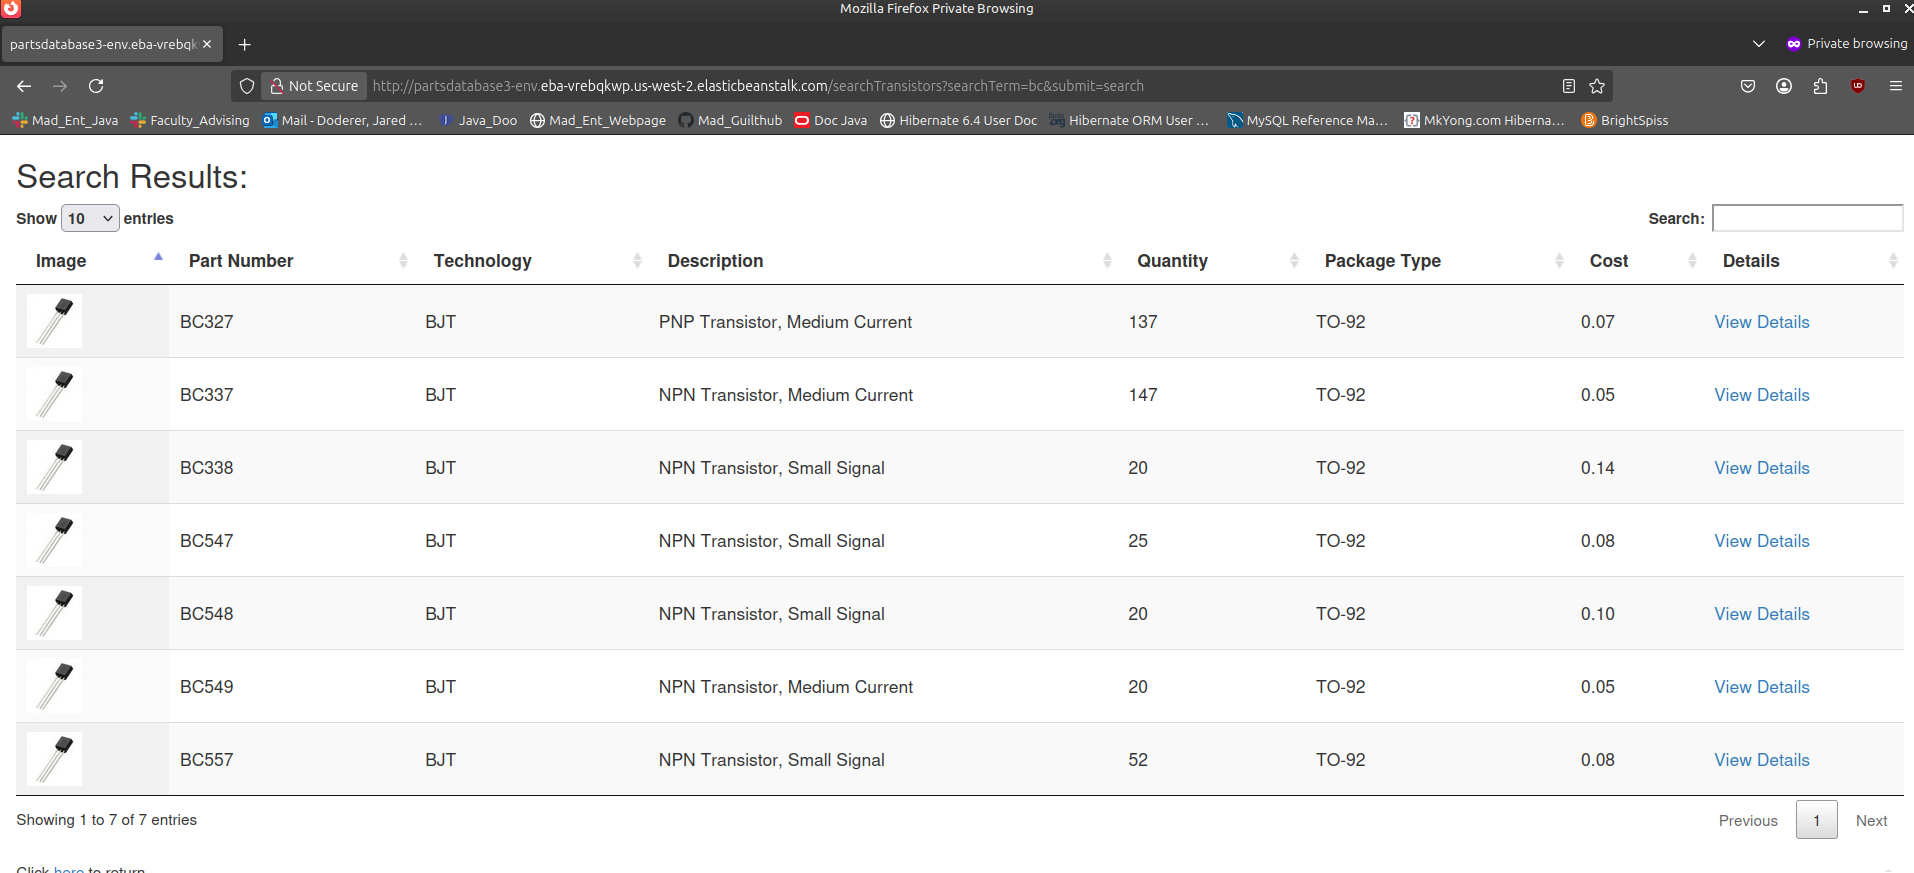 Mozilla Firefox Private Browsing
partsdatabase3-env.eba-vrebqk
Private browsing
Not Secure http://partsdatabase3-env.eba-vrebqkwp.us-west-2.elasticbeanstalk.com/searchTransistors?searchTerm=bc&submit=search
Mad_Ent_Java Faculty_Advising Mail - Doderer, Jared ... Java_Doo Mad_Ent_Webpage Mad_Guilthub Doc Java Hibernate 6.4 User Doc Hibernate ORM User ... MySQL Reference Ma... MkYong.com Hiberna... BrightSpiss
Search Results:
Show 10 entries Search:
Image Part Number Technology Description Quantity Package Type Cost Details
BC327 BJT PNP Transistor, Medium Current 137 TO-92 0.07 View Details
BC337 BJT NPN Transistor, Medium Current 147 TO-92 0.05 View Details
BC338 BJT NPN Transistor, Small Signal 20 TO-92 0.14 View Details
BC547 BJT NPN Transistor, Small Signal 25 TO-92 0.08 View Details
BC548 BJT NPN Transistor, Small Signal 20 TO-92 0.10 View Details
BC549 BJT NPN Transistor, Medium Current 20 TO-92 0.05 View Details
BC557 BJT NPN Transistor, Small Signal 52 TO-92 0.08 View Details
Showing 1 to 7 of 7 entries Previous 1 Next
Click here to return